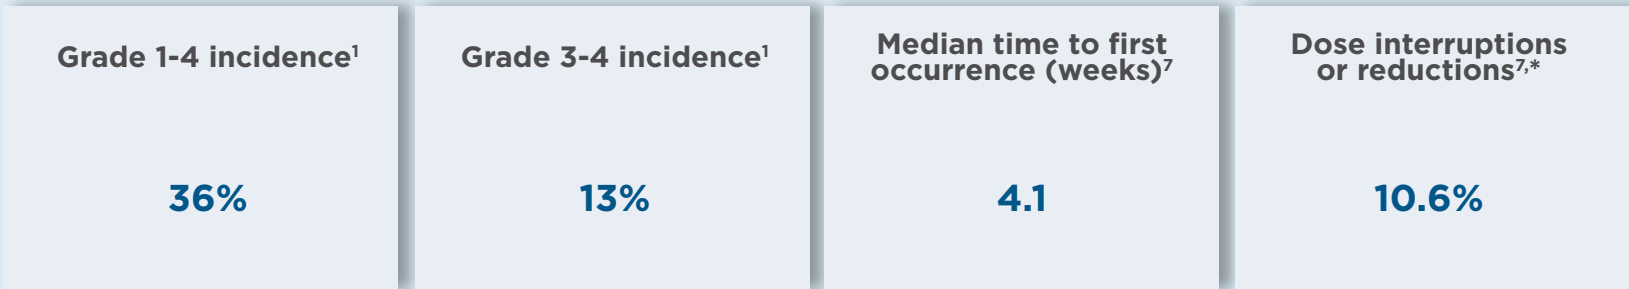 Grade 1-4 incidence¹
36%
Grade 3-4 incidence¹
13%
Median time to first
occurrence (weeks)⁷
4.1
Dose interruptions
or reductions⁷,*
10.6%